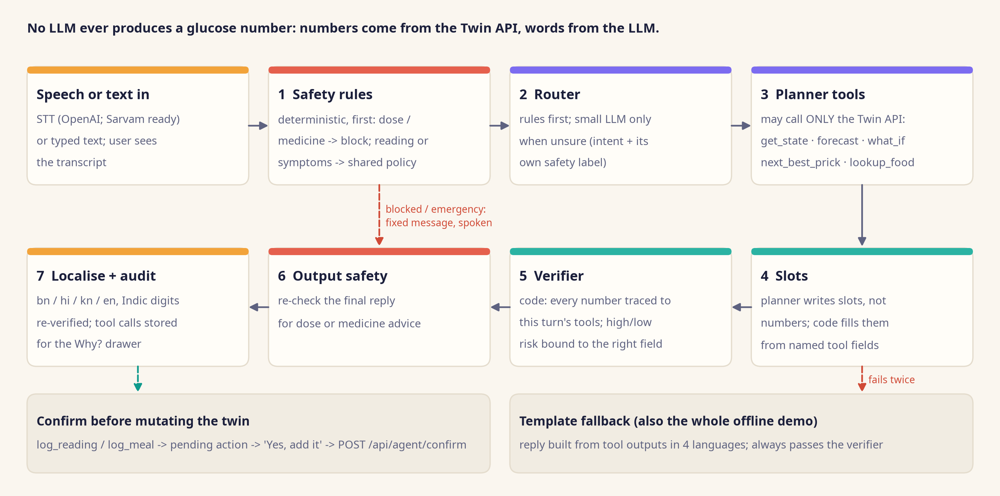 No LLM ever produces a glucose number: numbers come from the Twin API, words from the LLM.
Speech or text in
STT (OpenAI; Sarvam ready)
or typed text; user sees
the transcript
1 Safety rules
deterministic, first: dose /
medicine -> block; reading or
symptoms -> shared policy
2 Router
rules first; small LLM only
when unsure (intent + its
own safety label)
3 Planner tools
may call ONLY the Twin API:
get_state · forecast · what_if
next_best_prick · lookup_food
blocked / emergency:
fixed message, spoken
7 Localise + audit
bn / hi / kn / en, Indic digits
re-verified; tool calls stored
for the Why? drawer
6 Output safety
re-check the final reply
for dose or medicine advice
5 Verifier
code: every number traced to
this turn's tools; high/low
risk bound to the right field
4 Slots
planner writes slots, not
numbers; code fills them
from named tool fields
fails twice
Confirm before mutating the twin
log_reading / log_meal -> pending action -> 'Yes, add it' -> POST /api/agent/confirm
Template fallback (also the whole offline demo)
reply built from tool outputs in 4 languages; always passes the verifier